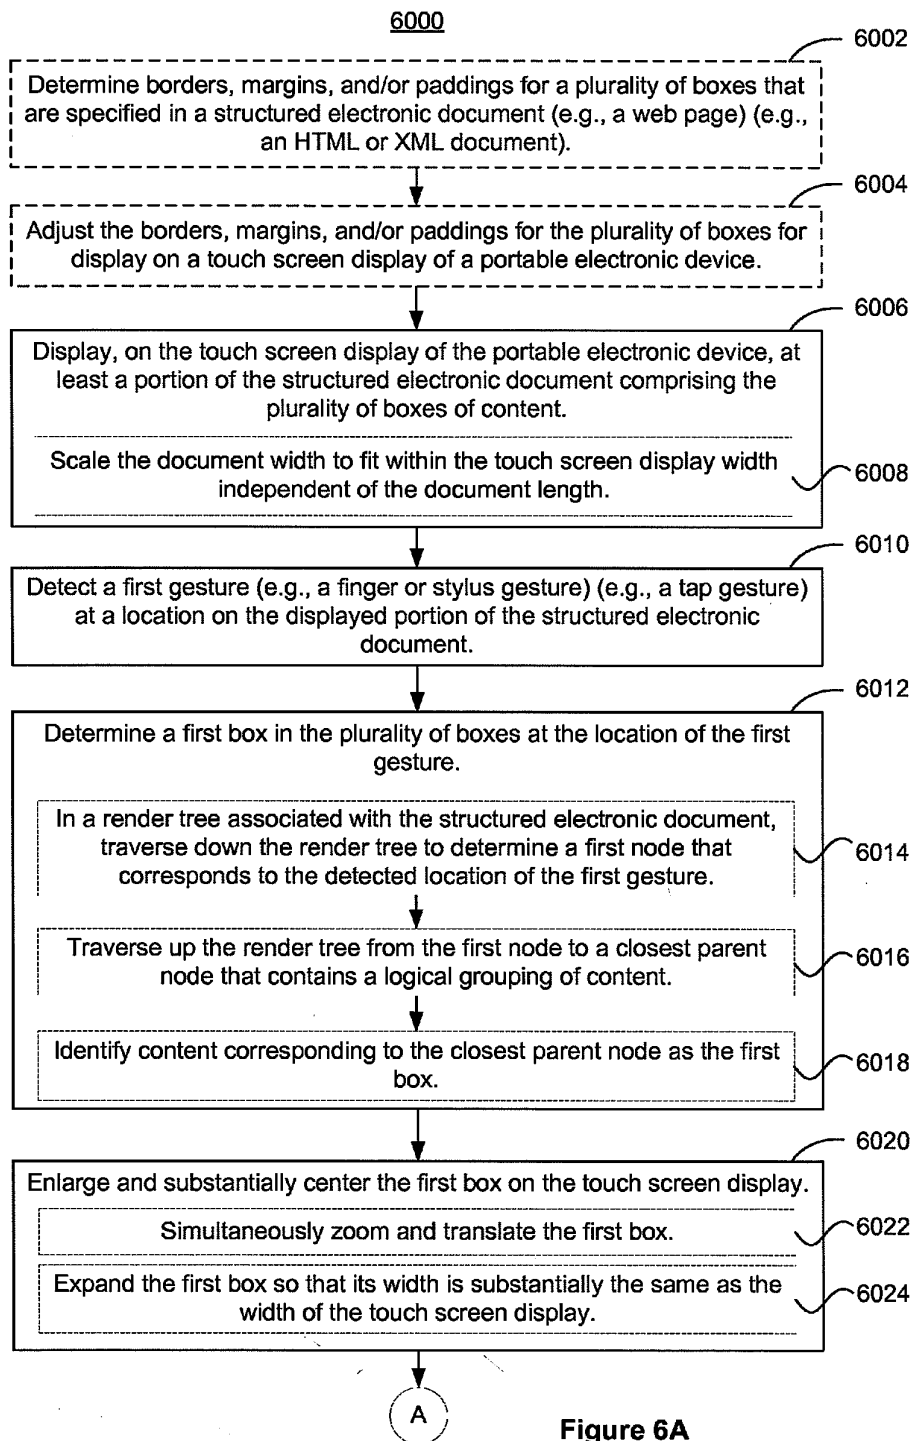 6000
6002
Determine borders, margins, and/or paddings for a plurality of boxes that
are specified in a structured electronic document (e.g., a web page) (e.g.,
an HTML or XML document).
6004
Adjust the borders, margins, and/or paddings for the plurality of boxes for
display on a touch screen display of a portable electronic device.
6006
Display, on the touch screen display of the portable electronic device, at
least a portion of the structured electronic document comprising the
plurality of boxes of content.
Scale the document width to fit within the touch screen display width
independent of the document length.
6008
6010
Detect a first gesture (e.g., a finger or stylus gesture) (e.g., a tap gesture)
at a location on the displayed portion of the structured electronic
document.
6012
Determine a first box in the plurality of boxes at the location of the first
gesture.
In a render tree associated with the structured electronic document,
traverse down the render tree to determine a first node that
corresponds to the detected location of the first gesture.
6014
Traverse up the render tree from the first node to a closest parent
node that contains a logical grouping of content.
6016
Identify content corresponding to the closest parent node as the first
box.
6018
6020
Enlarge and substantially center the first box on the touch screen display.
Simultaneously zoom and translate the first box.
6022
Expand the first box so that its width is substantially the same as the
width of the touch screen display.
6024
A
Figure 6A